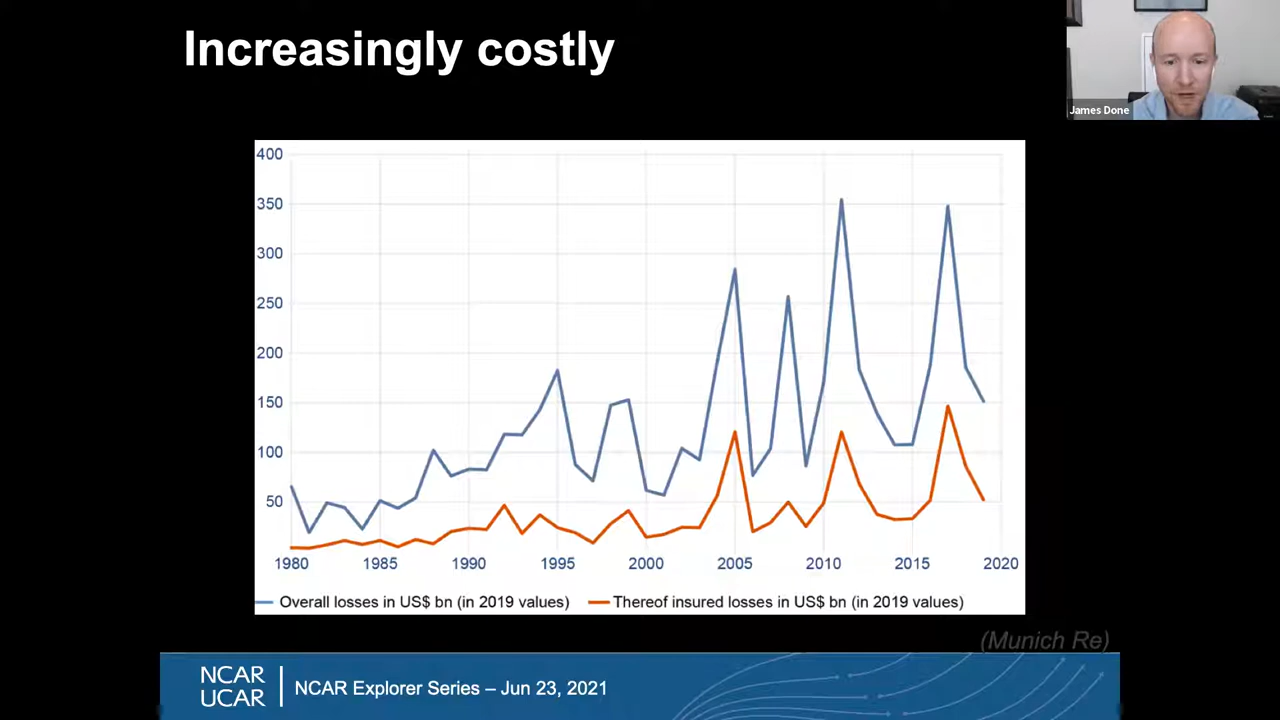 Increasingly costly
James Done
400
350
300
250
200
150
100
50
1980 1985 1990 1995 2000 2005 2010 2015 2020
Overall losses in US$ bn (in 2019 values) Thereof insured losses in US$ bn (in 2019 values)
(Munich Re)
NCAR
UCAR
NCAR Explorer Series – Jun 23, 2021